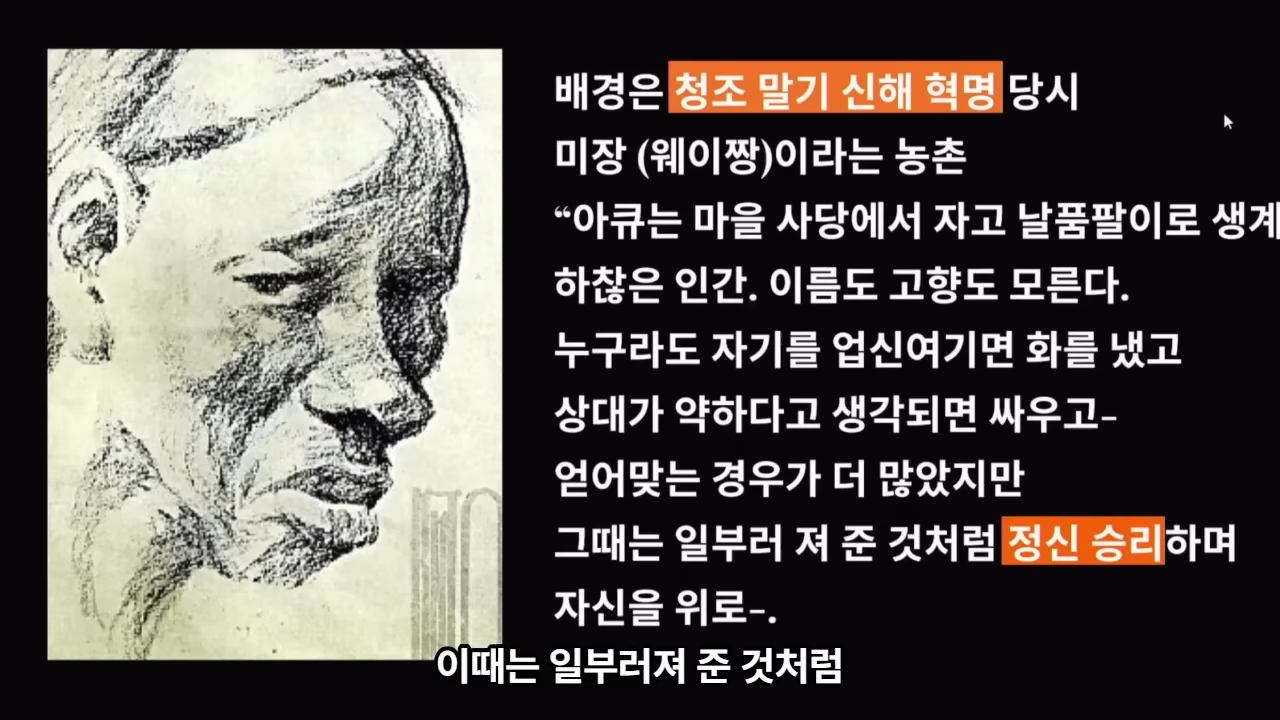 배경은 청조 말기 신해 혁명 당시
미장 (웨이짱)이라는 농촌
“아큐는 마을 사당에서 자고 날품팔이로 생계
하찮은 인간. 이름도 고향도 모른다.
누구라도 자기를 업신여기면 화를 냈고
상대가 약하다고 생각되면 싸우고-
얻어맞는 경우가 더 많았지만
그때는 일부러 져 준 것처럼 정신 승리하며
자신을 위로-.
이때는 일부러져 준 것처럼